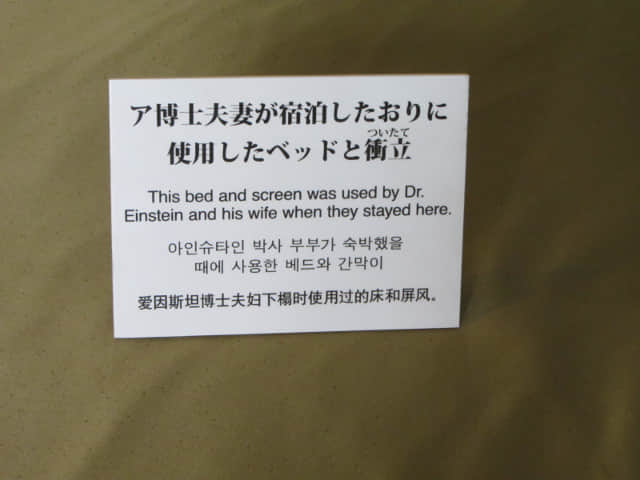 ア博士夫妻が宿泊したおりに
ついたて
使用したベッドと衝立
This bed and screen was used by Dr.
Einstein and his wife when they stayed here.
아인슈타인 박사 부부가 숙박했을
때에 사용한 베드와 간막이
爱因斯坦博士夫妇下榻时使用过的床和屏风。